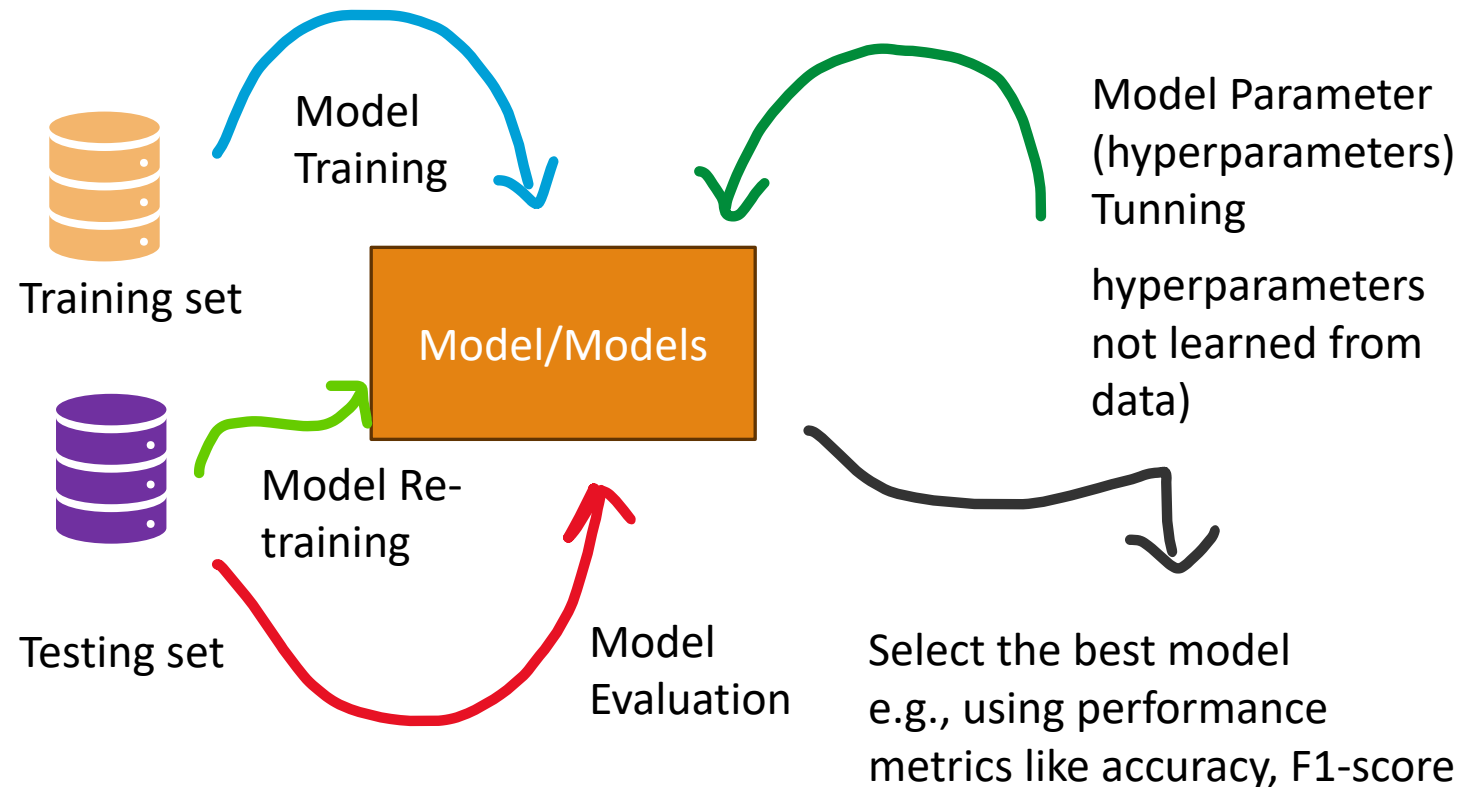 Model
Training
Training set
Model Parameter
(hyperparameters)
Tunning
hyperparameters
not learned from
data)
Model/Models
Model Re-
training
Testing set
Model
Evaluation
Select the best model
e.g., using performance
metrics like accuracy, F1-score